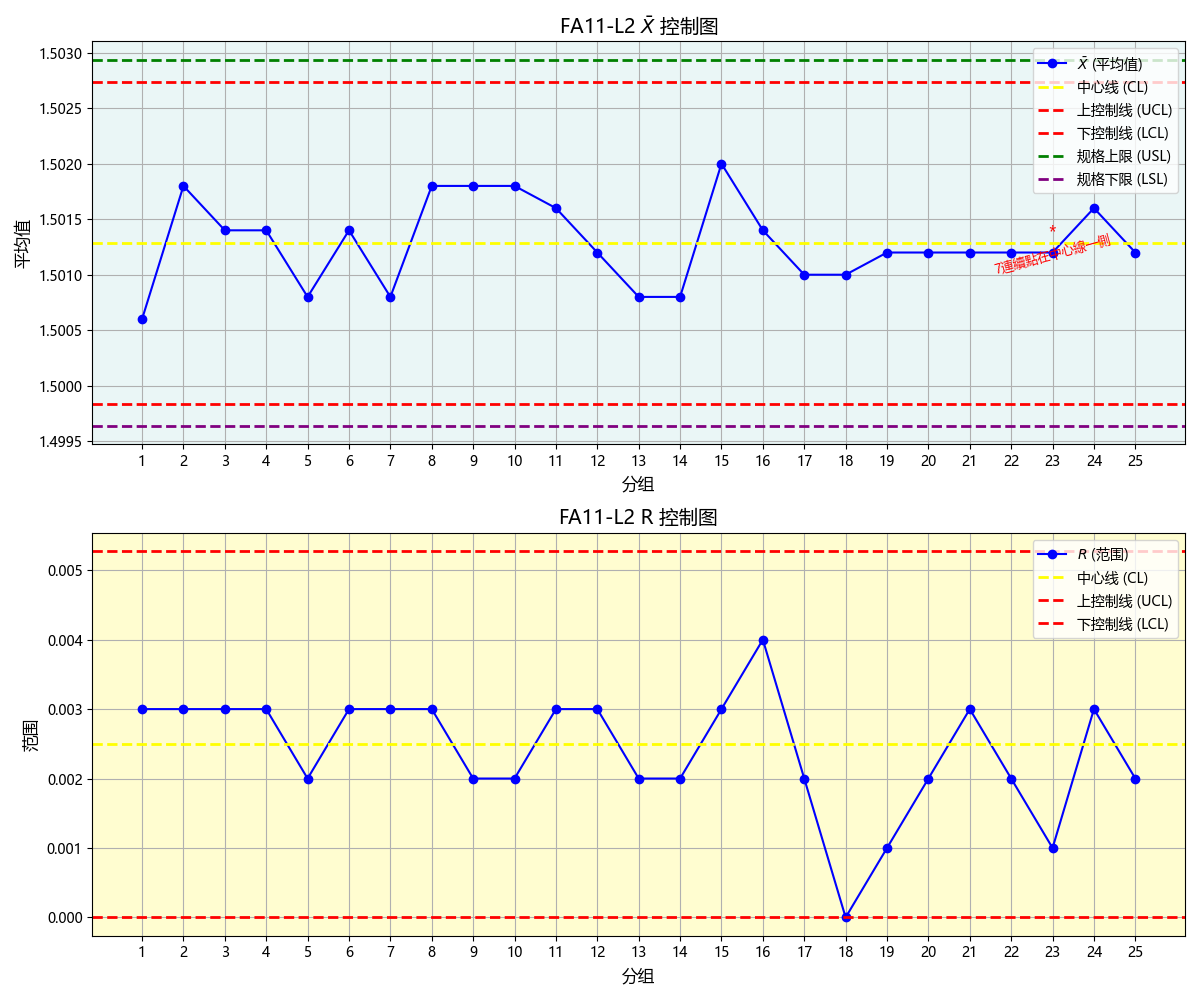 FA11-L2 X̄ 控制图
平均值
1.5030
1.5025
1.5020
1.5015
1.5010
1.5005
1.5000
1.4995
X̄ (平均值)
中心线 (CL)
上控制线 (UCL)
下控制线 (LCL)
规格上限 (USL)
规格下限 (LSL)
*
7連續點在中心線一側
1 2 3 4 5 6 7 8 9 10 11 12 13 14 15 16 17 18 19 20 21 22 23 24 25
分组
FA11-L2 R 控制图
范围
0.005
0.004
0.003
0.002
0.001
0.000
R (范围)
中心线 (CL)
上控制线 (UCL)
下控制线 (LCL)
1 2 3 4 5 6 7 8 9 10 11 12 13 14 15 16 17 18 19 20 21 22 23 24 25
分组